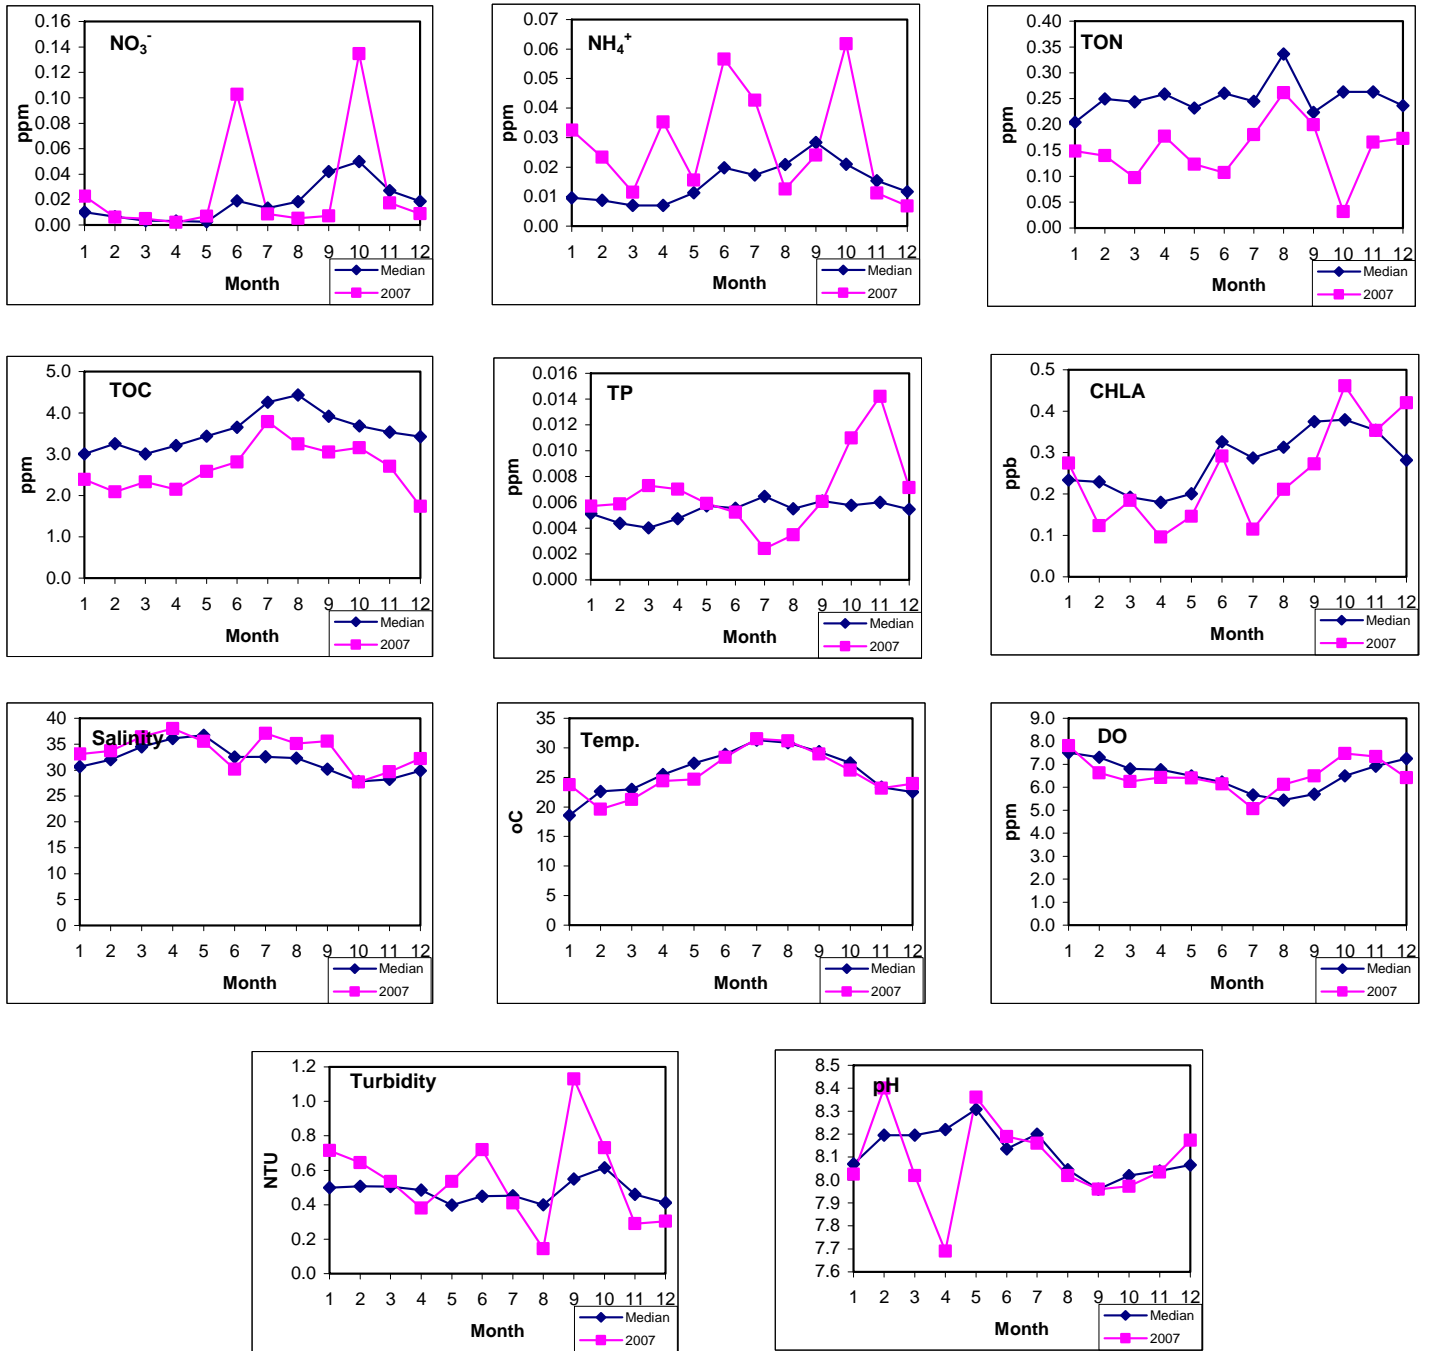 NO3-
ppm
0.16
0.14
0.12
0.10
0.08
0.06
0.04
0.02
0.00
1 2 3 4 5 6 7 8 9 10 11 12
Month
Median
2007
NH4+
ppm
0.07
0.06
0.05
0.04
0.03
0.02
0.01
0.00
1 2 3 4 5 6 7 8 9 10 11 12
Month
Median
2007
TON
ppm
0.40
0.35
0.30
0.25
0.20
0.15
0.10
0.05
0.00
1 2 3 4 5 6 7 8 9 10 11 12
Month
Median
2007
TOC
ppm
5.0
4.0
3.0
2.0
1.0
0.0
1 2 3 4 5 6 7 8 9 10 11 12
Month
Median
2007
TP
ppm
0.016
0.014
0.012
0.010
0.008
0.006
0.004
0.002
0.000
1 2 3 4 5 6 7 8 9 10 11 12
Month
Median
2007
CHLA
ppb
0.5
0.4
0.3
0.2
0.1
0.0
1 2 3 4 5 6 7 8 9 10 11 12
Month
Median
2007
Salinity
40
35
30
25
20
15
10
5
0
1 2 3 4 5 6 7 8 9 10 11 12
Month
Median
2007
Temp.
oC
35
30
25
20
15
10
5
0
1 2 3 4 5 6 7 8 9 10 11 12
Month
Median
2007
DO
ppm
9.0
8.0
7.0
6.0
5.0
4.0
3.0
2.0
1.0
0.0
1 2 3 4 5 6 7 8 9 10 11 12
Month
Median
2007
Turbidity
NTU
1.2
1.0
0.8
0.6
0.4
0.2
0.0
1 2 3 4 5 6 7 8 9 10 11 12
Month
Median
2007
pH
8.5
8.4
8.3
8.2
8.1
8.0
7.9
7.8
7.7
7.6
1 2 3 4 5 6 7 8 9 10 11 12
Month
Median
2007